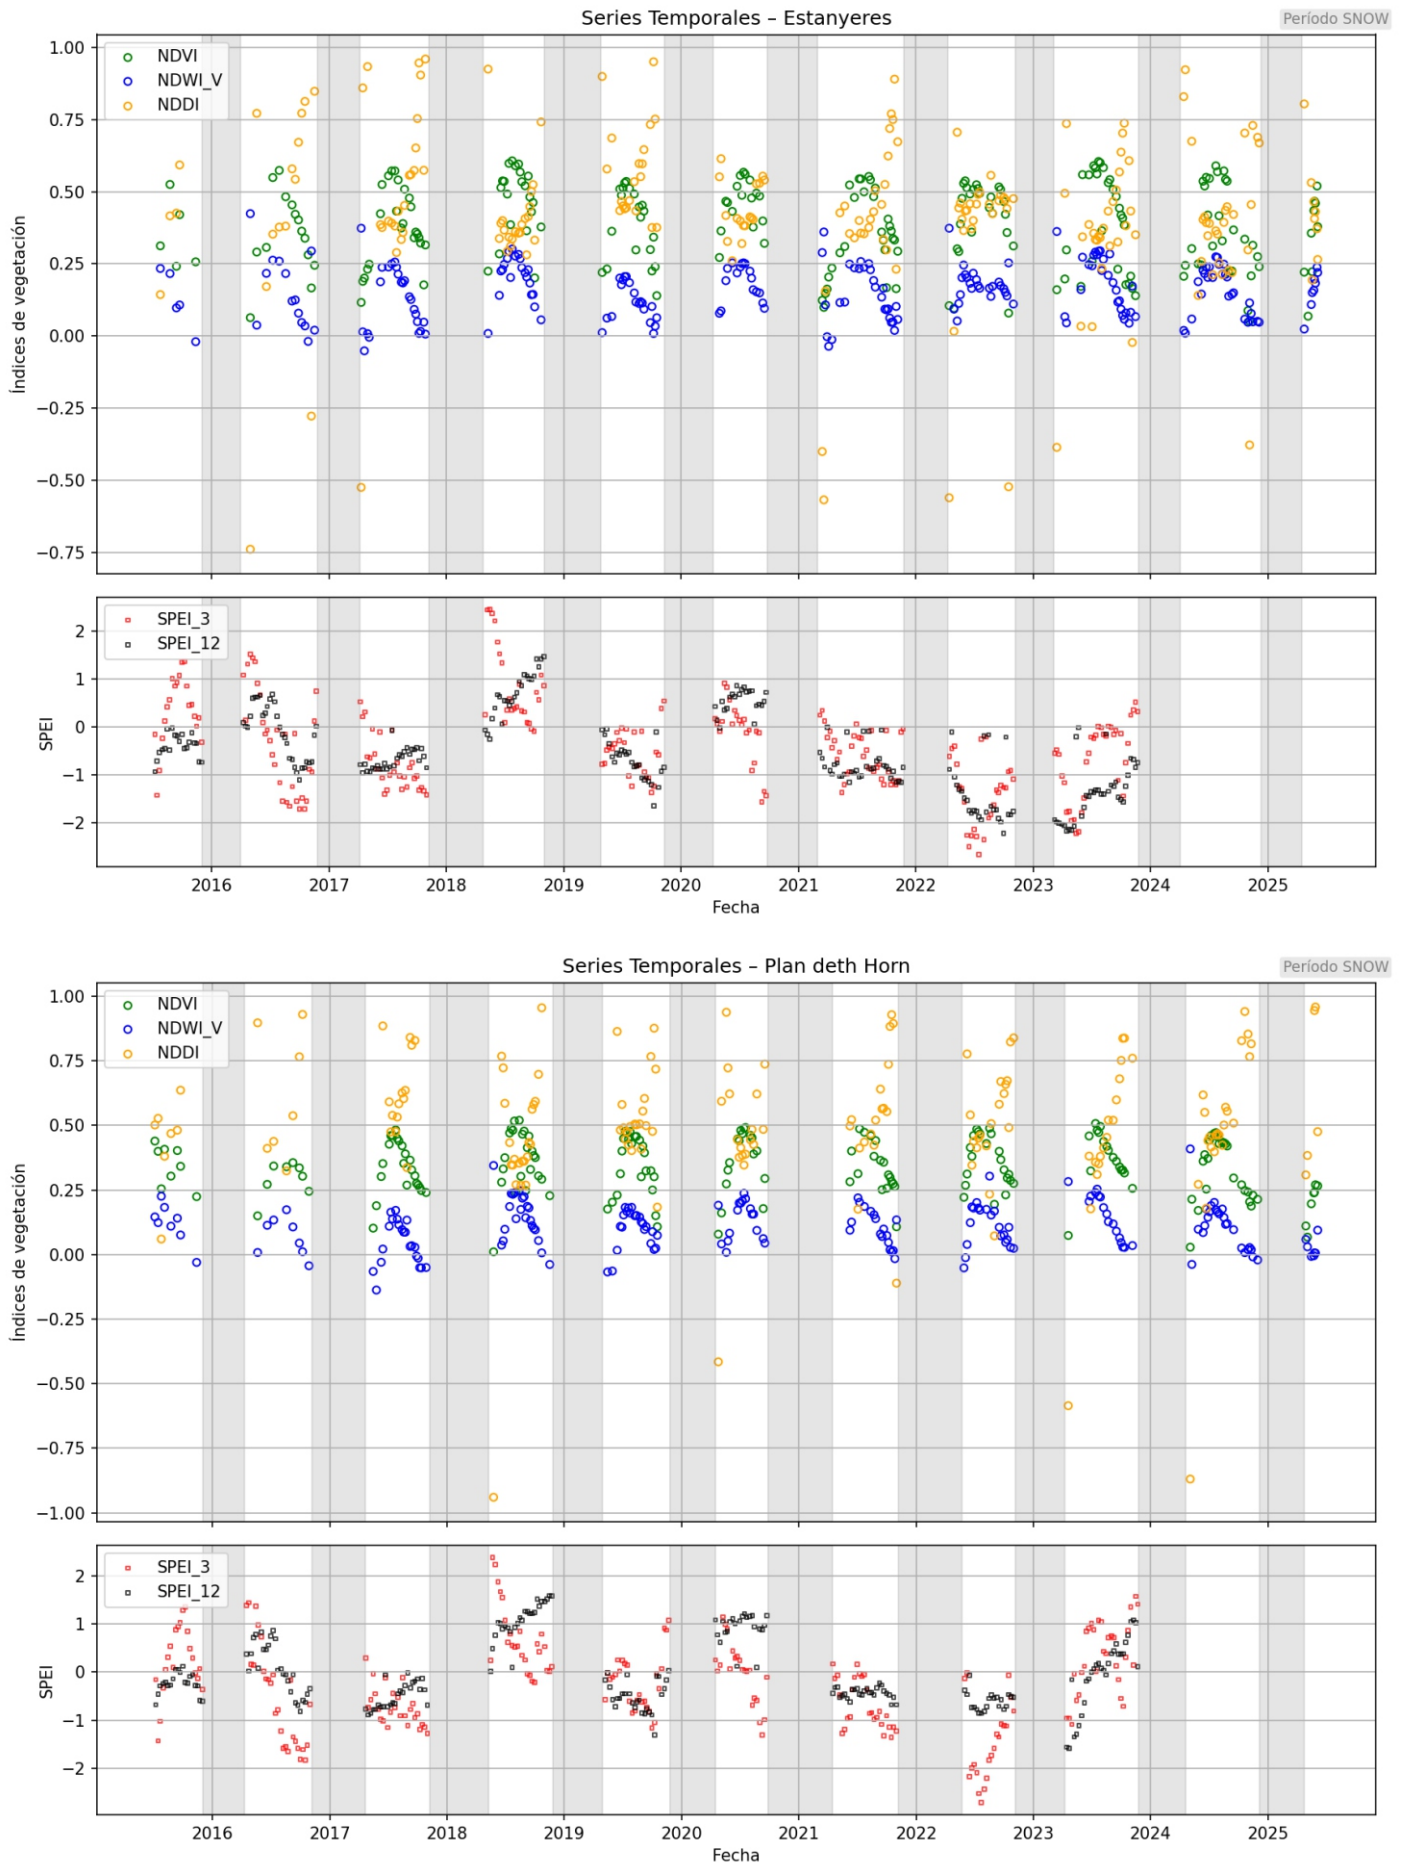 Series Temporales – Estanyeres
Período SNOW
NDVI
NDWI_V
NDDI
Índices de vegetación
1.00
0.75
0.50
0.25
0.00
−0.25
−0.50
−0.75
SPEI_3
SPEI_12
SPEI
2
1
0
−1
−2
2016 2017 2018 2019 2020 2021 2022 2023 2024 2025
Fecha
Series Temporales – Plan deth Horn
Período SNOW
NDVI
NDWI_V
NDDI
Índices de vegetación
1.00
0.75
0.50
0.25
0.00
−0.25
−0.50
−0.75
−1.00
SPEI_3
SPEI_12
SPEI
2
1
0
−1
−2
2016 2017 2018 2019 2020 2021 2022 2023 2024 2025
Fecha